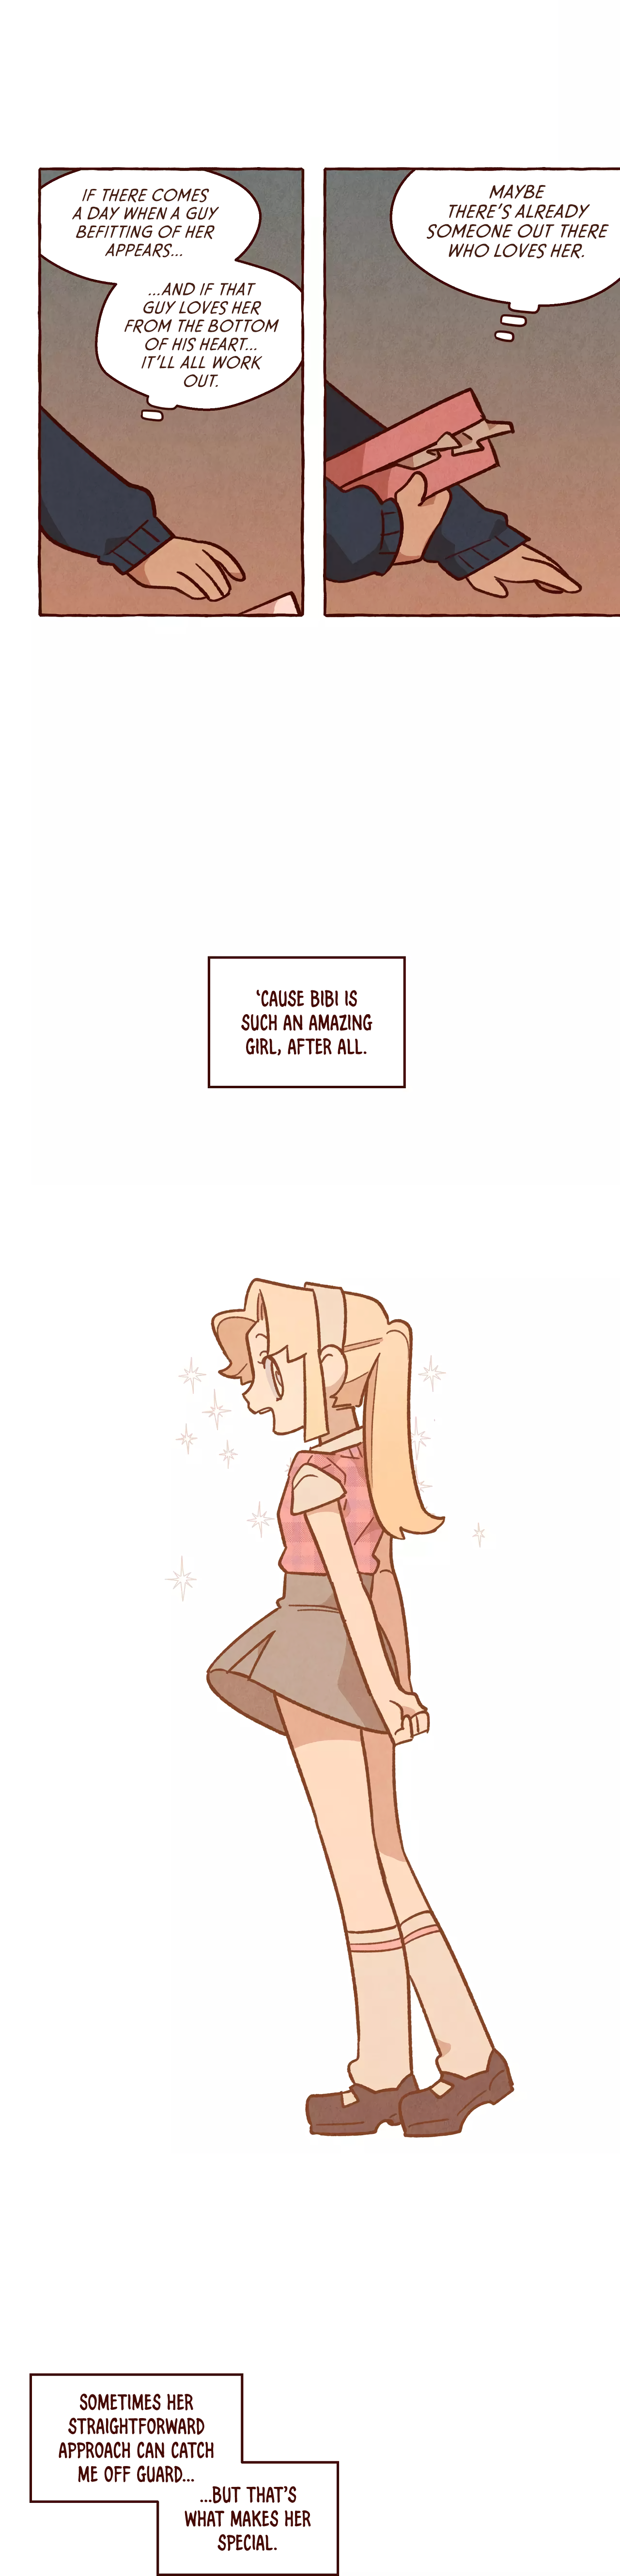 IF THERE COMES
A DAY WHEN A GUY
BEFITTING OF HER
APPEARS...
...AND IF THAT
GUY LOVES HER
FROM THE BOTTOM
OF HIS HEART...
IT'LL ALL WORK
OUT.
MAYBE
THERE'S ALREADY
SOMEONE OUT THERE
WHO LOVES HER.
'CAUSE BIBI IS
SUCH AN AMAZING
GIRL, AFTER ALL.
SOMETIMES HER
STRAIGHTFORWARD
APPROACH CAN CATCH
ME OFF GUARD...
...BUT THAT'S
WHAT MAKES HER
SPECIAL.